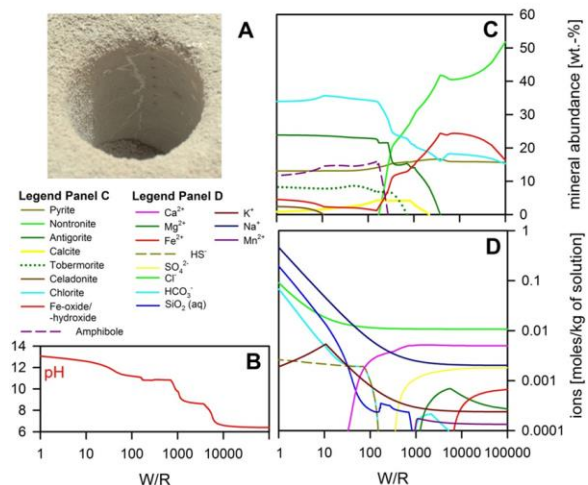 A
C
60
50
40
30
20
10
0
mineral abundance [wt.-%]
Legend Panel C
Pyrite
Nontronite
Antigorite
Calcite
Tobermorite
Celadonite
Chlorite
Fe-oxide/
-hydroxide
Amphibole
Legend Panel D
Ca²⁺
Mg²⁺
Fe²⁺
HS⁻
SO₄²⁻
Cl⁻
HCO₃⁻
SiO₂ (aq)
K⁺
Na⁺
Mn²⁺
B
14
12
10
8
6
pH
1
10
100
1000
10000
W/R
D
1
0.1
0.01
0.001
0.0001
ions [moles/kg of solution]
1
10
100
1000
10000
100000
W/R